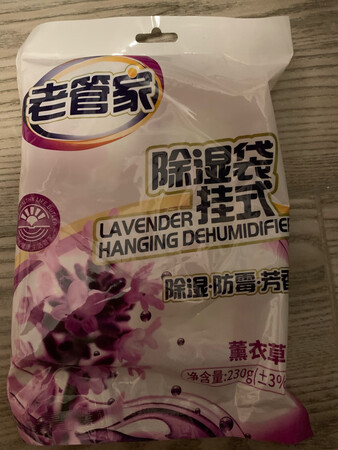 老管家
除湿袋
LAVENDER 挂式
HANGING DEHUMIDIFIE
除湿·防霉·芳香
薰衣草
净含量:230g(±3%